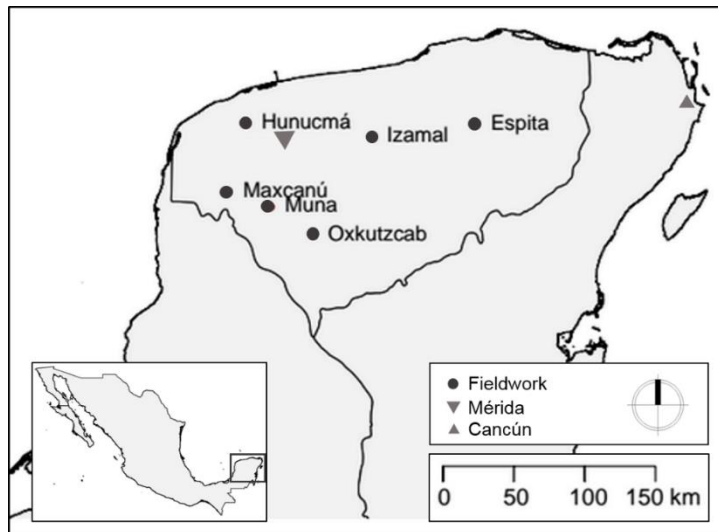 Hunucmá
Izamal
Espita
Maxcanú
Muna
Oxkutzcab
Fieldwork
Mérida
Cancún
0 50 100 150 km